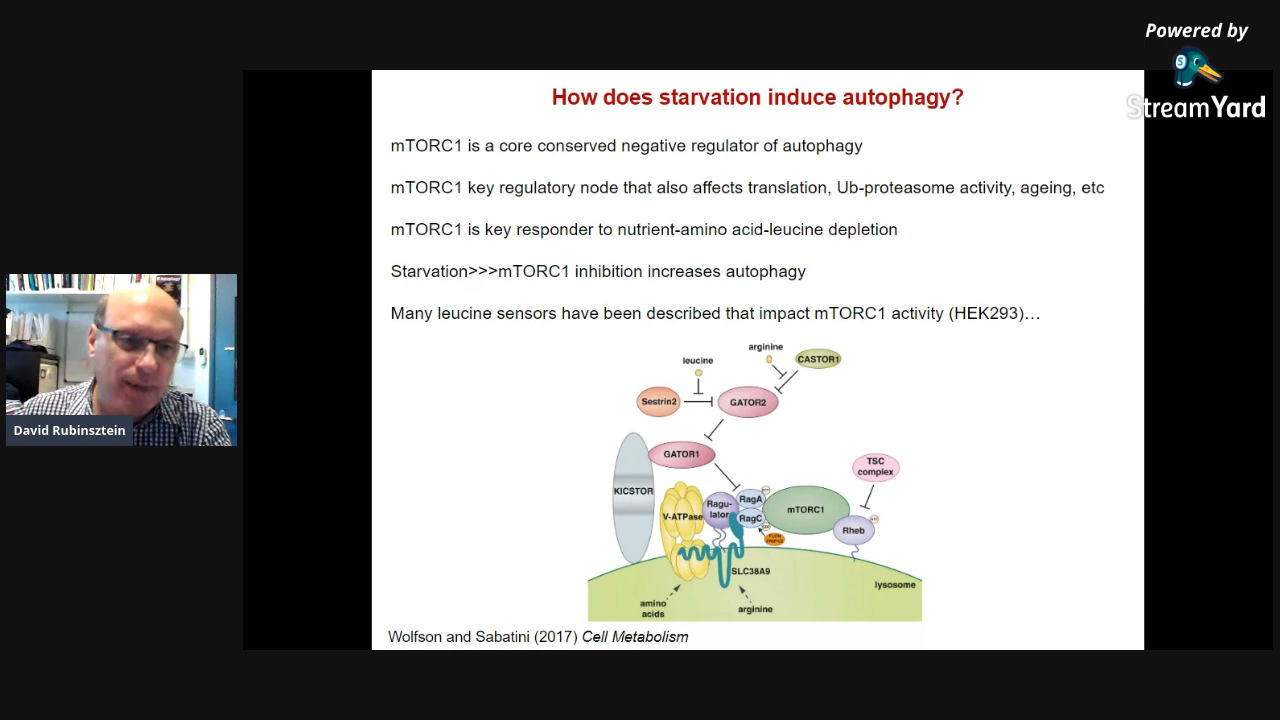 Powered by
StreamYard
How does starvation induce autophagy?
mTORC1 is a core conserved negative regulator of autophagy
mTORC1 key regulatory node that also affects translation, Ub-proteasome activity, ageing, etc
mTORC1 is key responder to nutrient-amino acid-leucine depletion
Starvation>>>mTORC1 inhibition increases autophagy
Many leucine sensors have been described that impact mTORC1 activity (HEK293)…
arginine
leucine
CASTOR1
Sestrin2
GATOR2
GATOR1
TSC
complex
KICSTOR
V-ATPase
Ragu-
lator
RagA
RagC
mTORC1
Rheb
SLC38A9
lysosome
amino
acids
arginine
Wolfson and Sabatini (2017) Cell Metabolism
David Rubinsztein